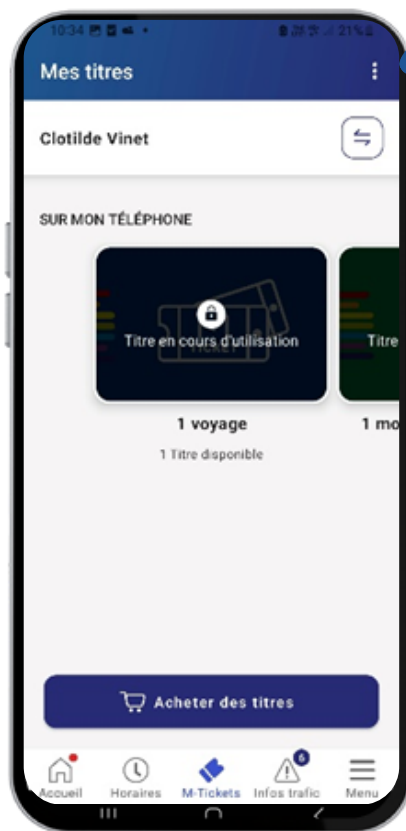 10:34
21%
Mes titres
Clotilde Vinet
SUR MON TÉLÉPHONE
Titre en cours d'utilisation
Titre
1 voyage
1 mo
1 Titre disponible
Acheter des titres
6
Accueil Horaires M-Tickets Infos trafic Menu